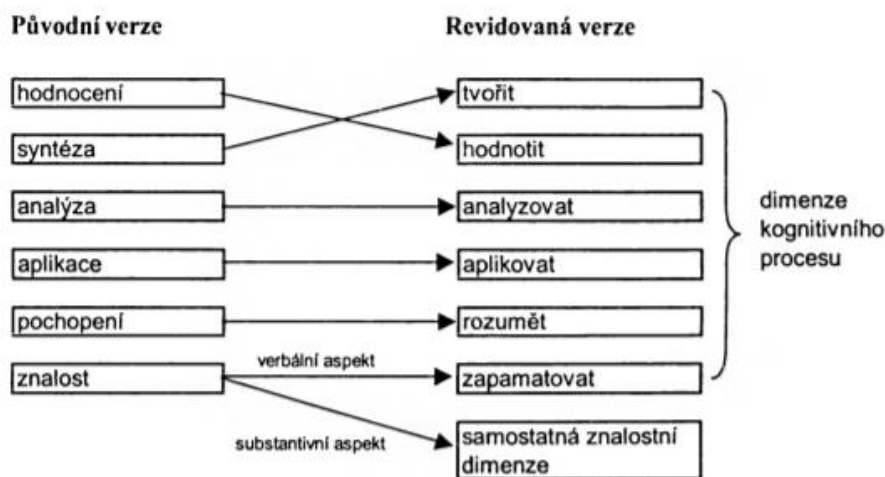 Původní verze
Revidovaná verze
hodnocení
tvořit
syntéza
hodnotit
analýza
analyzovat
aplikace
aplikovat
pochopení
rozumět
znalost
verbální aspekt
zapamatovat
substantivní aspekt
samostatná znalostní
dimenze
dimenze
kognitivního
procesu